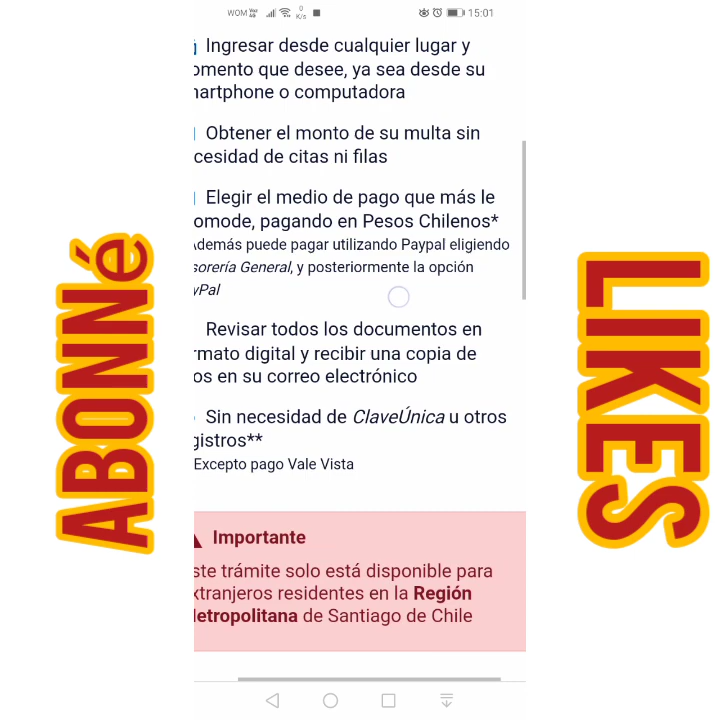 WOM
0
K/s
15:01
Ingresar desde cualquier lugar y
omento que desee, ya sea desde su
artphone o computadora
Obtener el monto de su multa sin
cesidad de citas ni filas
Elegir el medio de pago que más le
omode, pagando en Pesos Chilenos*
Además puede pagar utilizando Paypal eligiendo
sorería General, y posteriormente la opción
yPal
Revisar todos los documentos en
rmato digital y recibir una copia de
os en su correo electrónico
Sin necesidad de ClaveÚnica u otros
gistros**
Excepto pago Vale Vista
Importante
ste trámite solo está disponible para
xtranjeros residentes en la Región
etropolitana de Santiago de Chile
ABONNé
LIKES